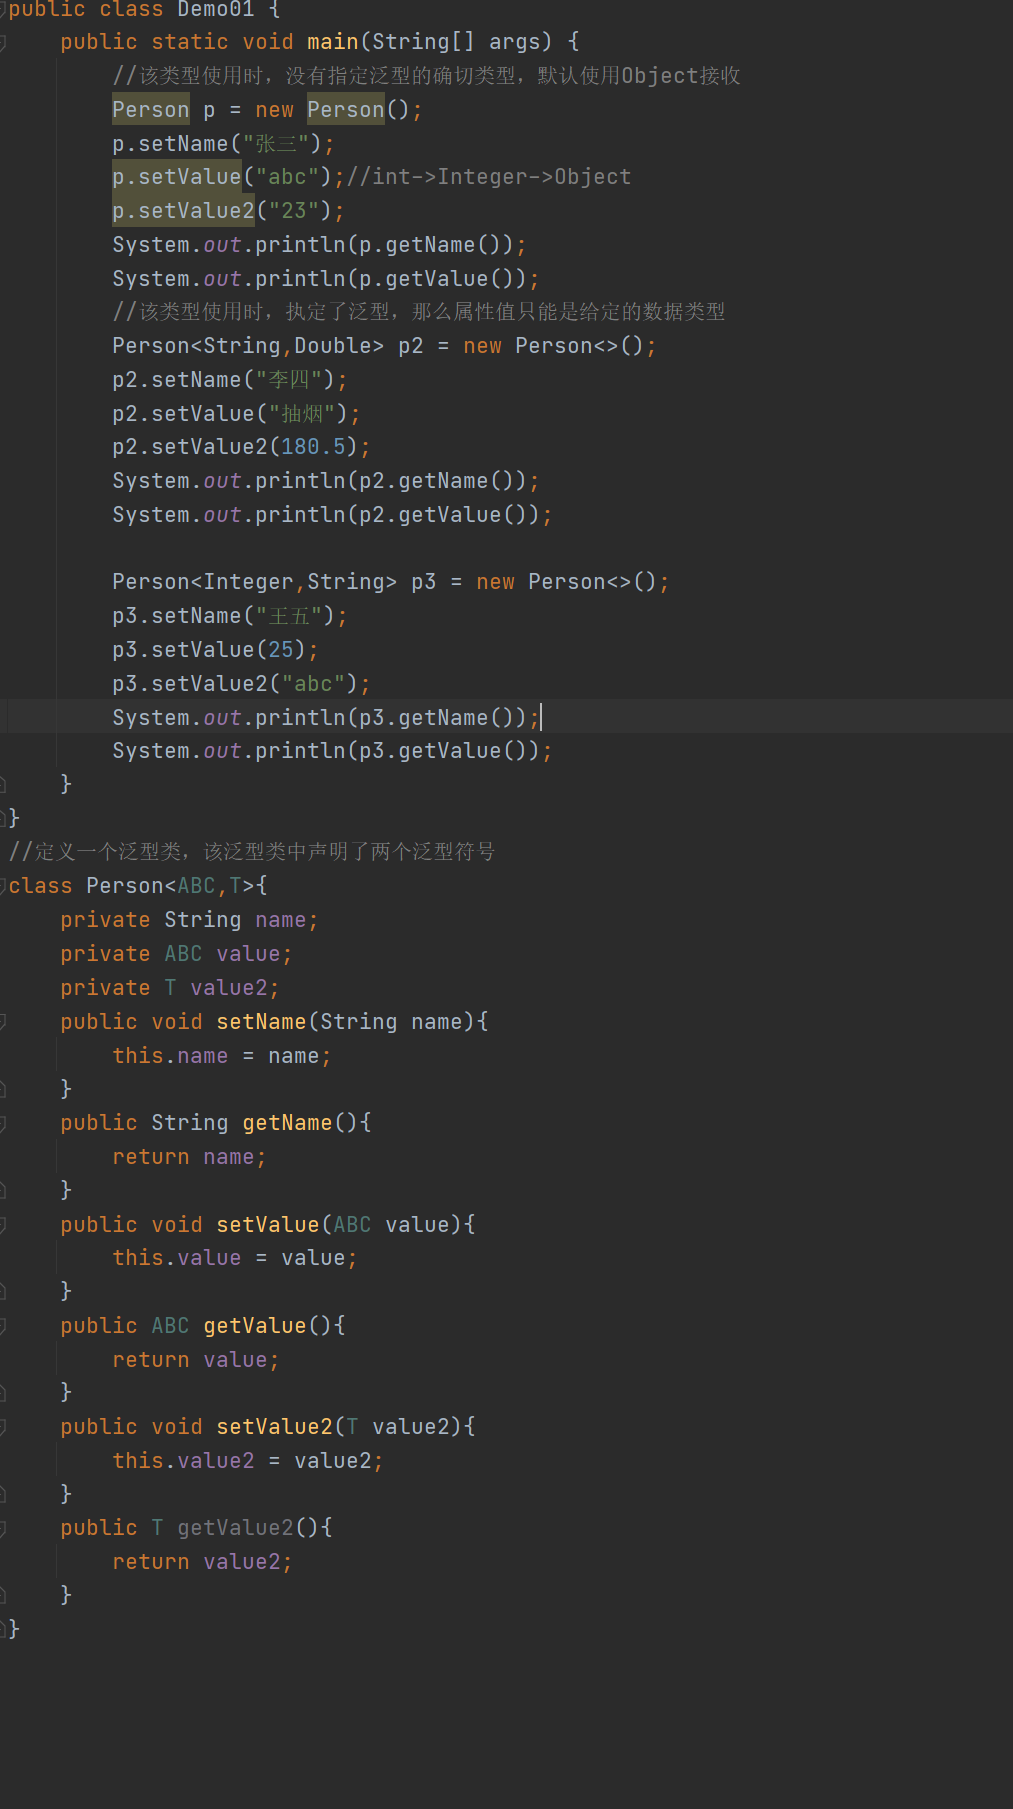 public class Demo01 {
    public static void main(String[] args) {
        //该类型使用时，没有指定泛型的确切类型，默认使用Object接收
        Person p = new Person();
        p.setName("张三");
        p.setValue("abc");//int->Integer->Object
        p.setValue2("23");
        System.out.println(p.getName());
        System.out.println(p.getValue());
        //该类型使用时，执定了泛型，那么属性值只能是给定的数据类型
        Person<String,Double> p2 = new Person<>();
        p2.setName("李四");
        p2.setValue("抽烟");
        p2.setValue2(180.5);
        System.out.println(p2.getName());
        System.out.println(p2.getValue());

        Person<Integer,String> p3 = new Person<>();
        p3.setName("王五");
        p3.setValue(25);
        p3.setValue2("abc");
        System.out.println(p3.getName());
        System.out.println(p3.getValue());
    }
}
//定义一个泛型类，该泛型类中声明了两个泛型符号
class Person<ABC,T>{
    private String name;
    private ABC value;
    private T value2;
    public void setName(String name){
        this.name = name;
    }
    public String getName(){
        return name;
    }
    public void setValue(ABC value){
        this.value = value;
    }
    public ABC getValue(){
        return value;
    }
    public void setValue2(T value2){
        this.value2 = value2;
    }
    public T getValue2(){
        return value2;
    }
}